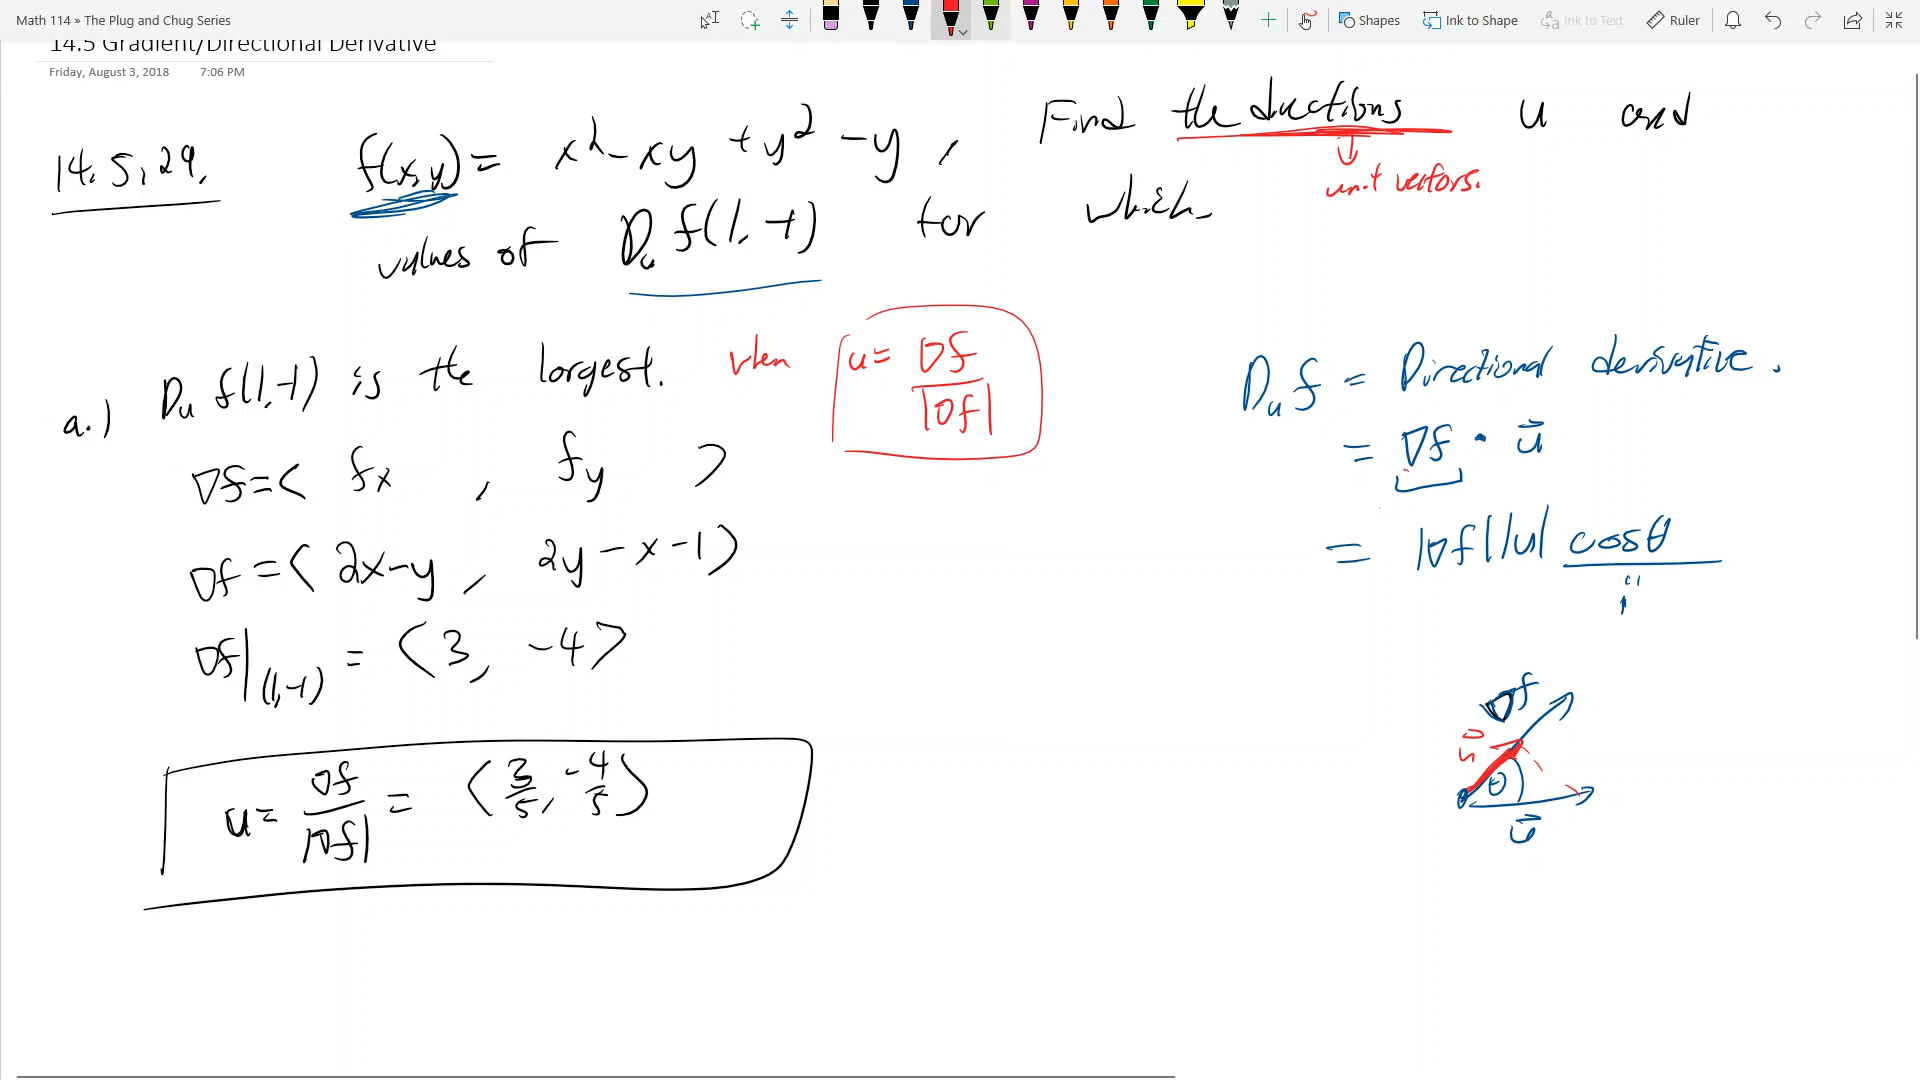 Math 114 » The Plug and Chug Series
Shapes Ink to Shape Ink to Text Ruler
14.5 Gradient/Directional Derivative
Friday, August 3, 2018 7:06 PM
14.5.29. f(x,y) = x² - xy + y² - y, Find the directions u and
unit vectors.
values of Dᵤ f(1,-1) for which
a.) Dᵤ f(1,-1) is the largest. when u = ∇f / |∇f|
∇f = < fx , fy >
∇f = < 2x-y , 2y-x-1 >
∇f|(1,-1) = < 3, -4 >
u = ∇f / |∇f| = < 3/5, -4/5 >
Dᵤ f = Directional derivative.
= ∇f · u⃗
= |∇f||u| cosθ
"
1
∇f
u⃗
θ
u⃗